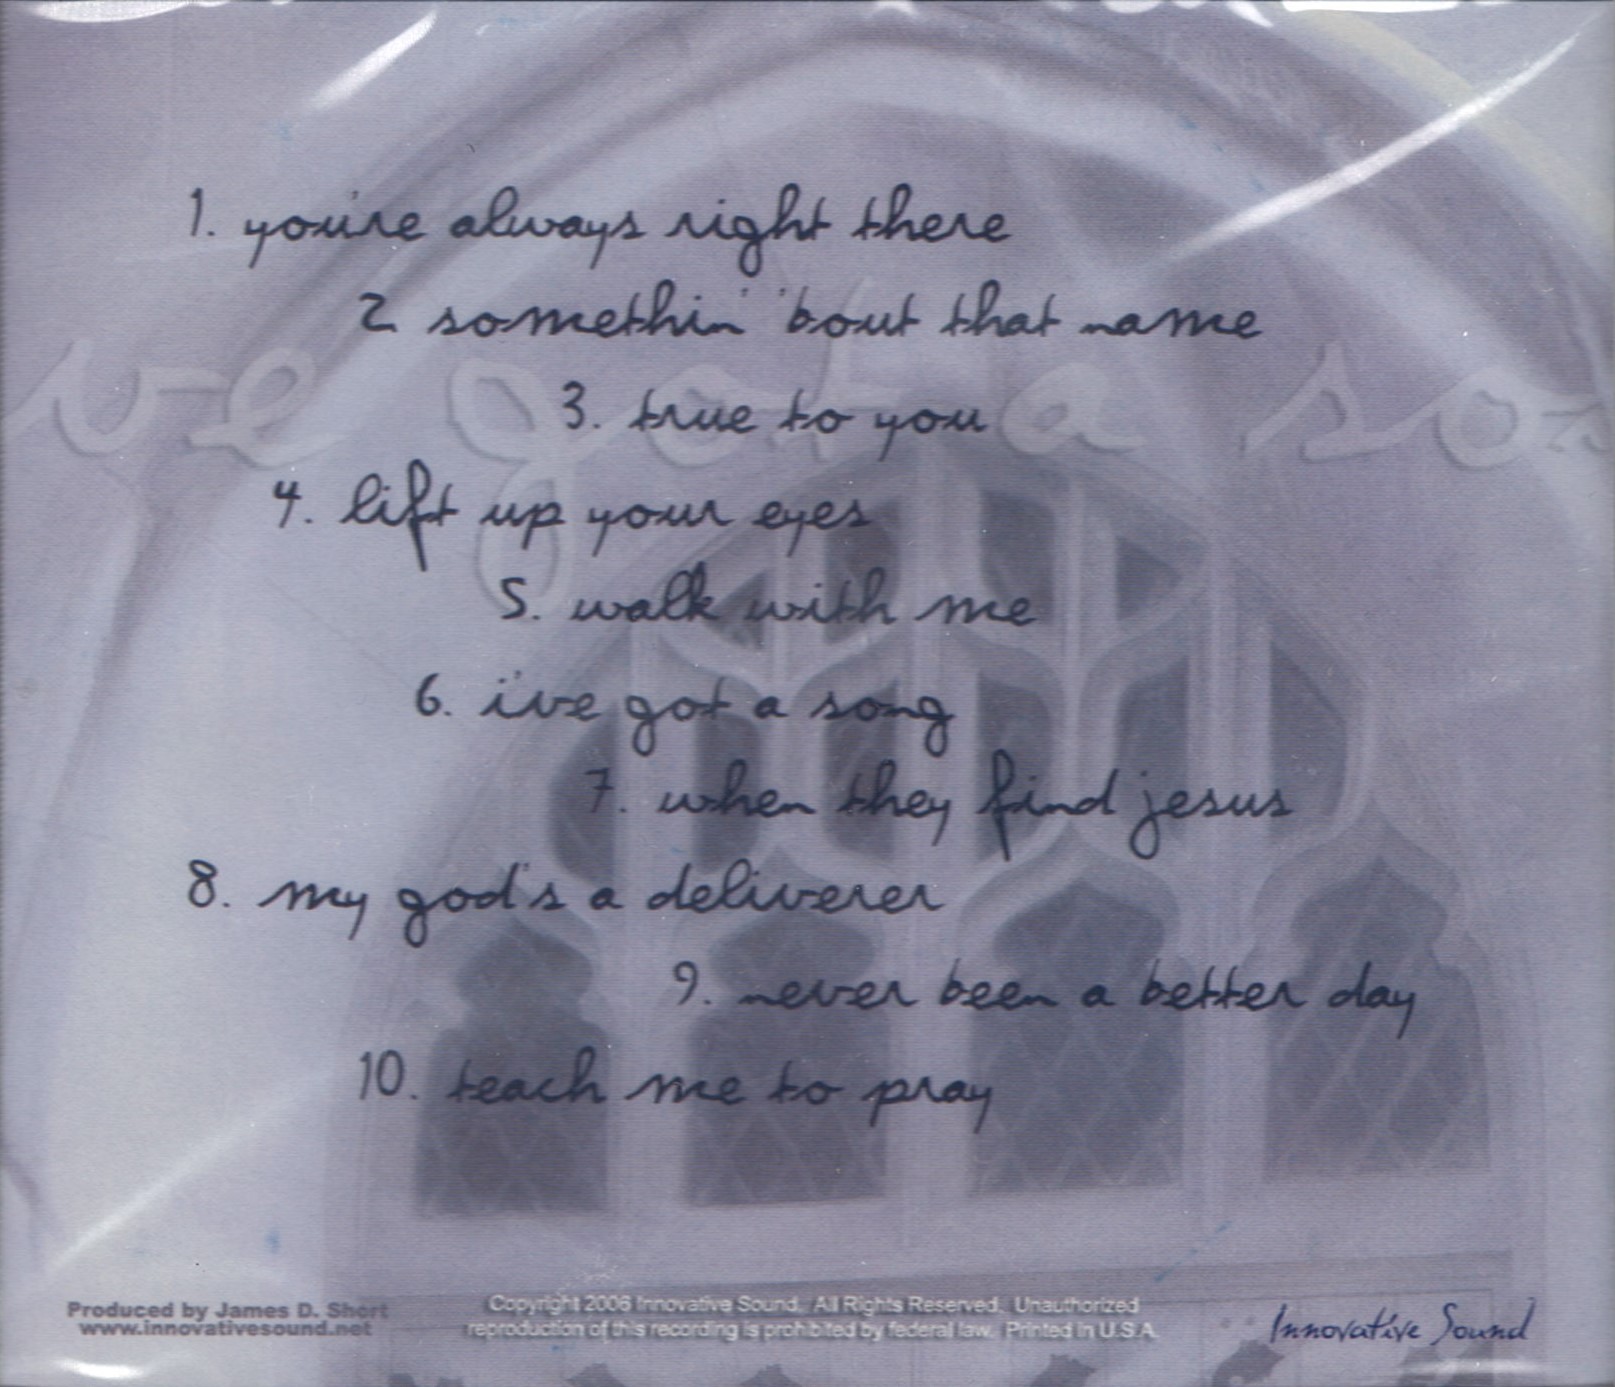 1. you're always right there
2. somethin' 'bout that name
ve got a so
3. true to you
4. lift up your eyes
5. walk with me
6. i've got a song
7. when they find jesus
8. my god's a deliverer
9. never been a better day
10. teach me to pray
Produced by James D. Short
www.innovativesound.net
Copyright 2006 Innovative Sound. All Rights Reserved. Unauthorized
reproduction of this recording is prohibited by federal law. Printed in U.S.A.
Innovative Sound